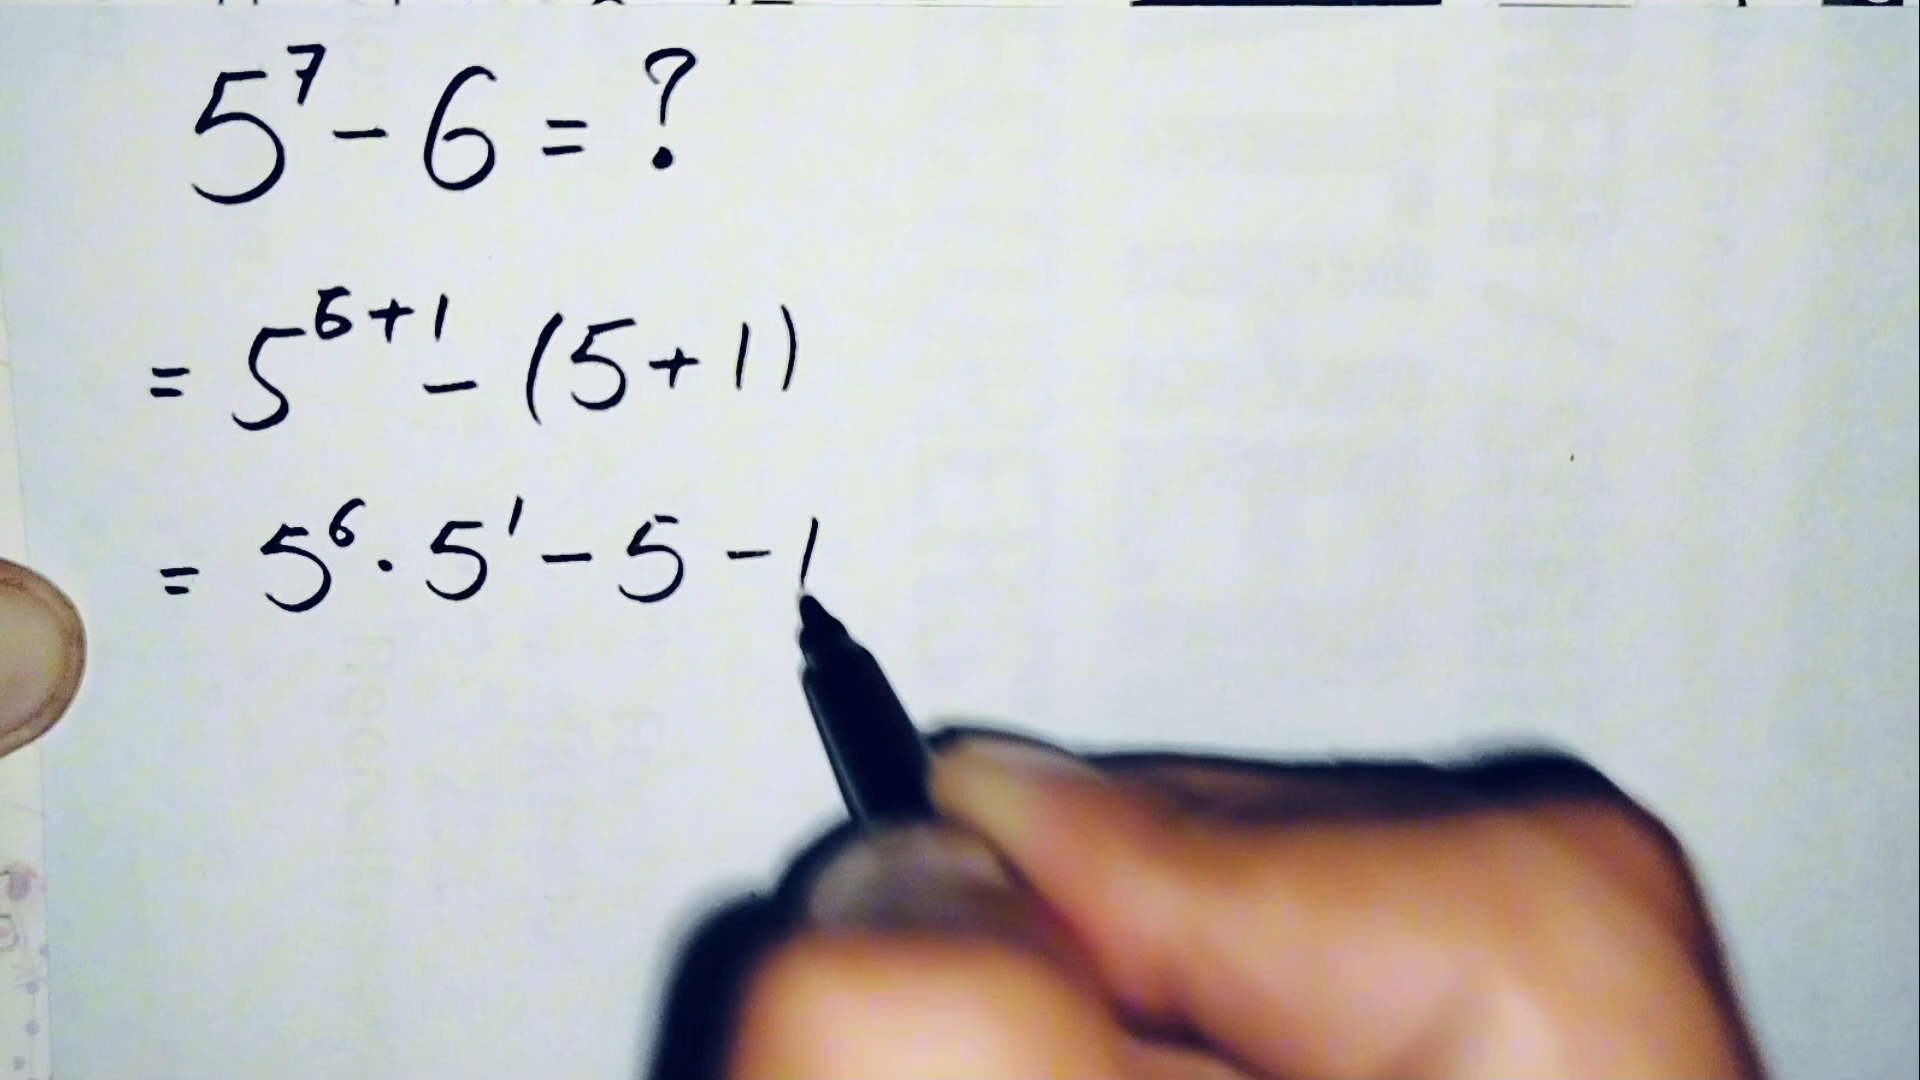 5⁷ - 6 = ?
= 5⁶⁺¹ - (5 + 1)
= 5⁶ · 5¹ - 5 - 1